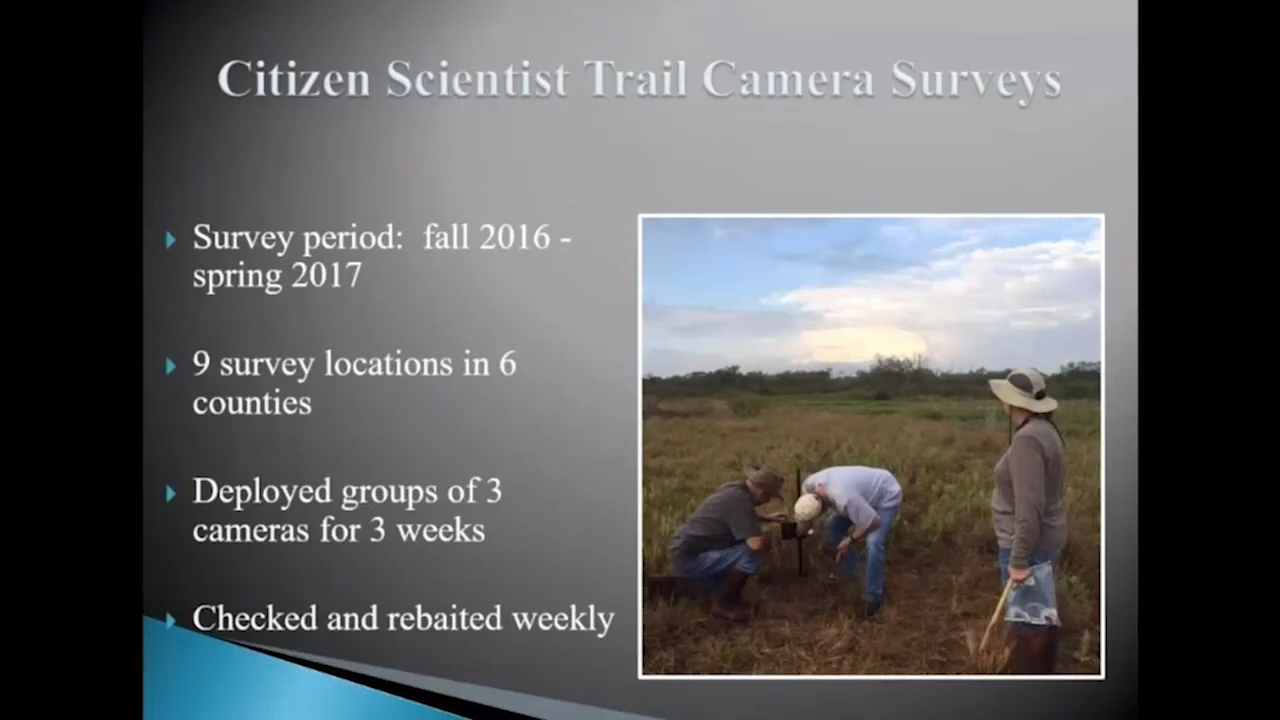 Citizen Scientist Trail Camera Surveys
Survey period:  fall 2016 -
spring 2017
9 survey locations in 6
counties
Deployed groups of 3
cameras for 3 weeks
Checked and rebaited weekly